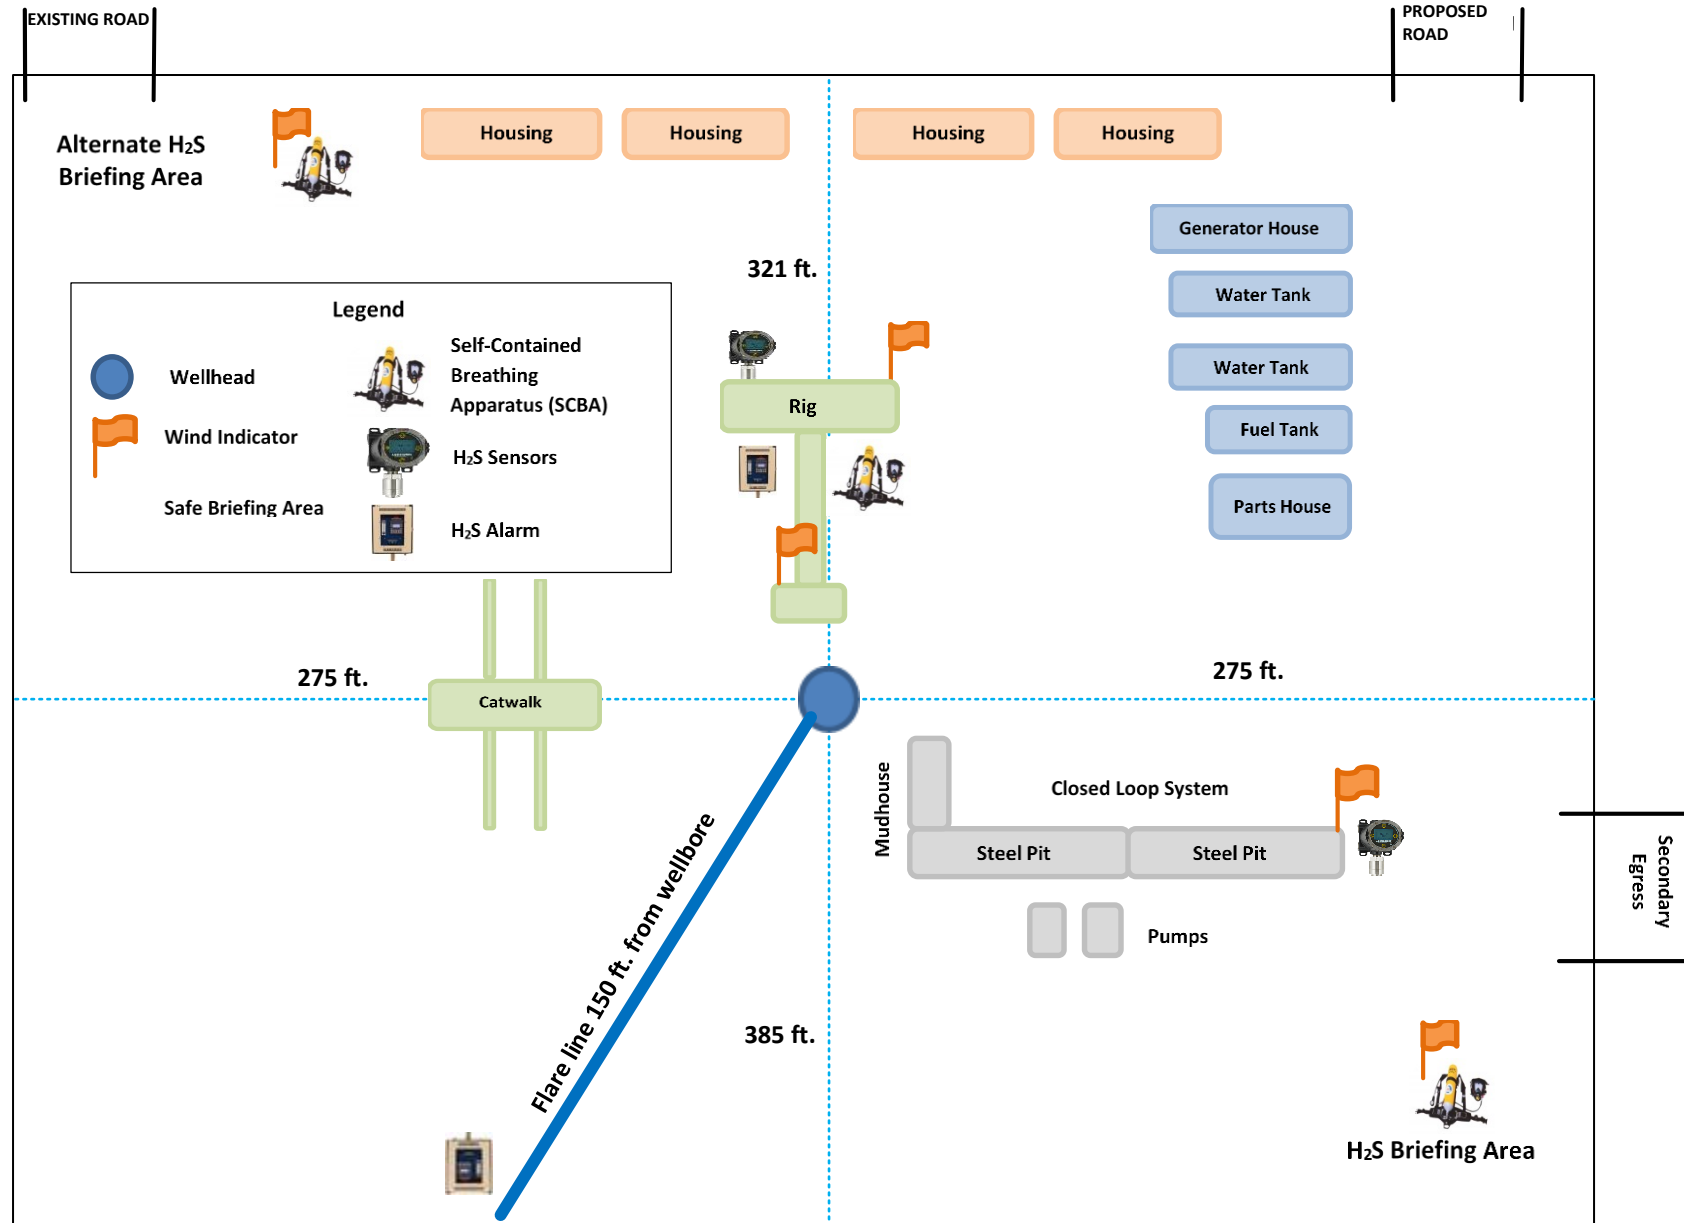 EXISTING ROAD
PROPOSED
ROAD
Alternate H₂S
Briefing Area
Housing
Housing
Housing
Housing
Generator House
Water Tank
Water Tank
Fuel Tank
Parts House
321 ft.
Legend
Wellhead
Wind Indicator
Safe Briefing Area
Self-Contained
Breathing
Apparatus (SCBA)
H₂S Sensors
H₂S Alarm
Rig
275 ft.
275 ft.
Catwalk
Mudhouse
Closed Loop System
Steel Pit
Steel Pit
Pumps
Secondary
Egress
Flare line 150 ft. from wellbore
385 ft.
H₂S Briefing Area